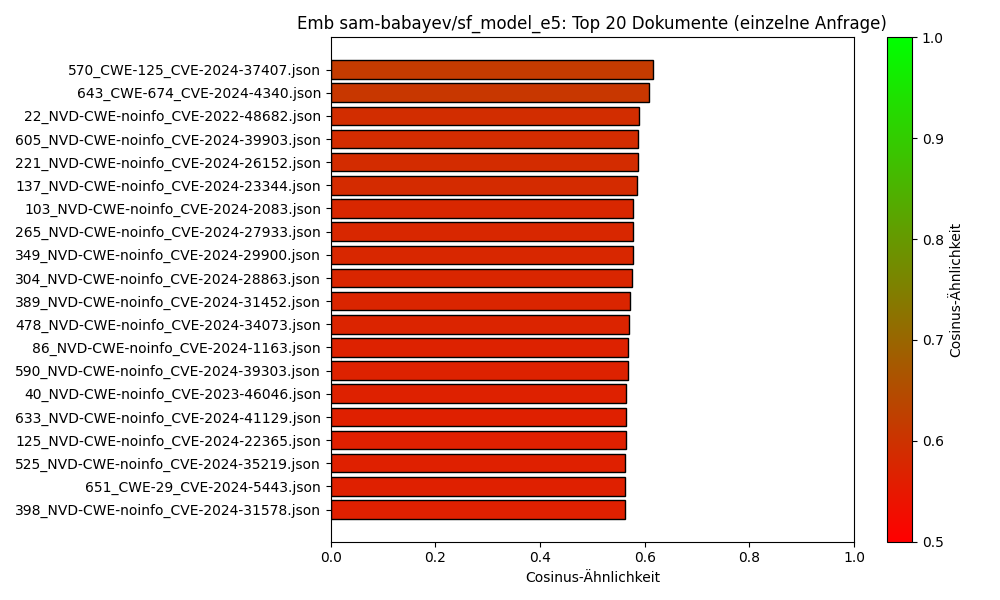 Emb sam-babayev/sf_model_e5: Top 20 Dokumente (einzelne Anfrage)
570_CWE-125_CVE-2024-37407.json
643_CWE-674_CVE-2024-4340.json
22_NVD-CWE-noinfo_CVE-2022-48682.json
605_NVD-CWE-noinfo_CVE-2024-39903.json
221_NVD-CWE-noinfo_CVE-2024-26152.json
137_NVD-CWE-noinfo_CVE-2024-23344.json
103_NVD-CWE-noinfo_CVE-2024-2083.json
265_NVD-CWE-noinfo_CVE-2024-27933.json
349_NVD-CWE-noinfo_CVE-2024-29900.json
304_NVD-CWE-noinfo_CVE-2024-28863.json
389_NVD-CWE-noinfo_CVE-2024-31452.json
478_NVD-CWE-noinfo_CVE-2024-34073.json
86_NVD-CWE-noinfo_CVE-2024-1163.json
590_NVD-CWE-noinfo_CVE-2024-39303.json
40_NVD-CWE-noinfo_CVE-2023-46046.json
633_NVD-CWE-noinfo_CVE-2024-41129.json
125_NVD-CWE-noinfo_CVE-2024-22365.json
525_NVD-CWE-noinfo_CVE-2024-35219.json
651_CWE-29_CVE-2024-5443.json
398_NVD-CWE-noinfo_CVE-2024-31578.json
0.0 0.2 0.4 0.6 0.8 1.0
Cosinus-Ähnlichkeit
1.0
0.9
0.8
0.7
0.6
0.5
Cosinus-Ähnlichkeit